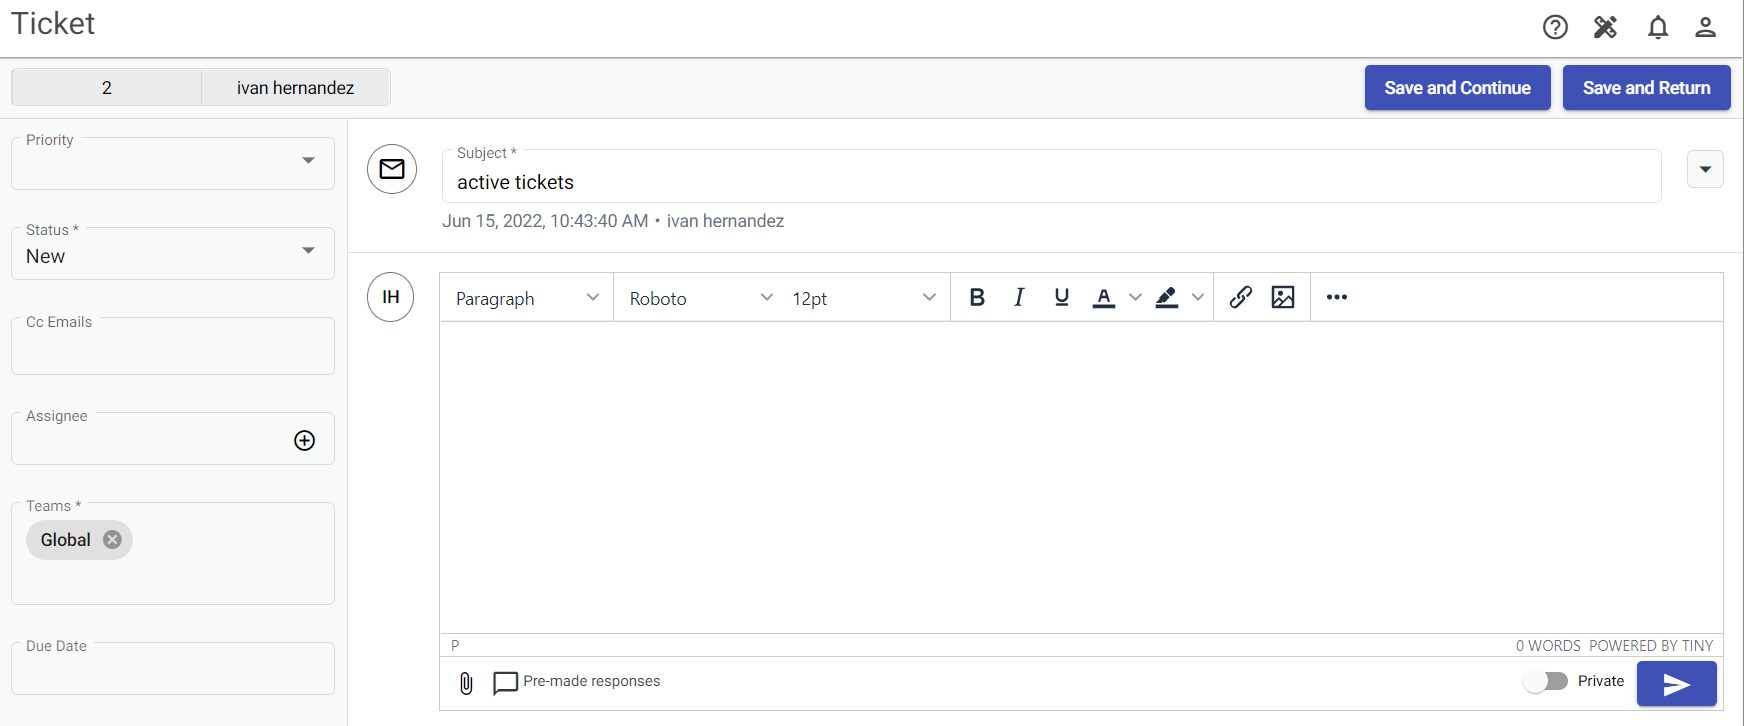 Ticket
2 ivan hernandez
Save and Continue Save and Return
Priority
Status *
New
Cc Emails
Assignee
Teams *
Global
Due Date
Subject *
active tickets
Jun 15, 2022, 10:43:40 AM • ivan hernandez
IH
Paragraph Roboto 12pt B I U A
P 0 WORDS POWERED BY TINY
Pre-made responses Private